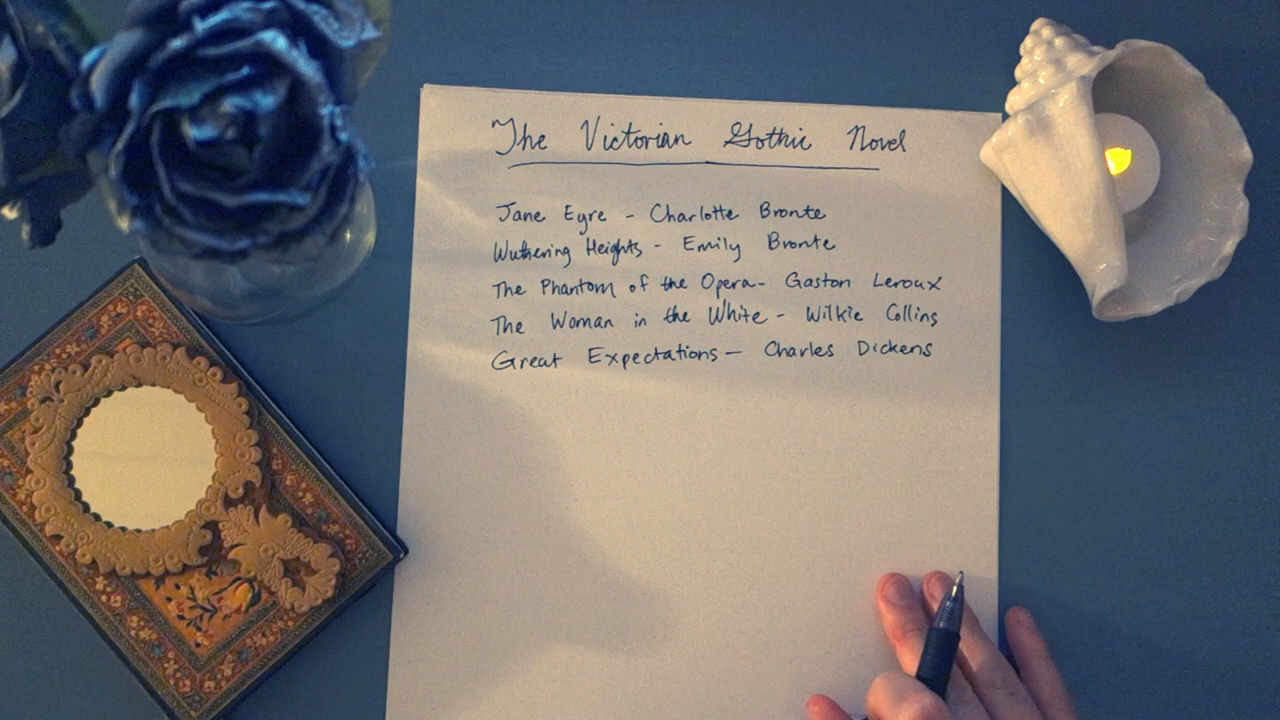 The Victorian Gothic Novel
Jane Eyre - Charlotte Bronte
Wuthering Heights - Emily Bronte
The Phantom of the Opera - Gaston Leroux
The Woman in the White - Wilkie Collins
Great Expectations - Charles Dickens